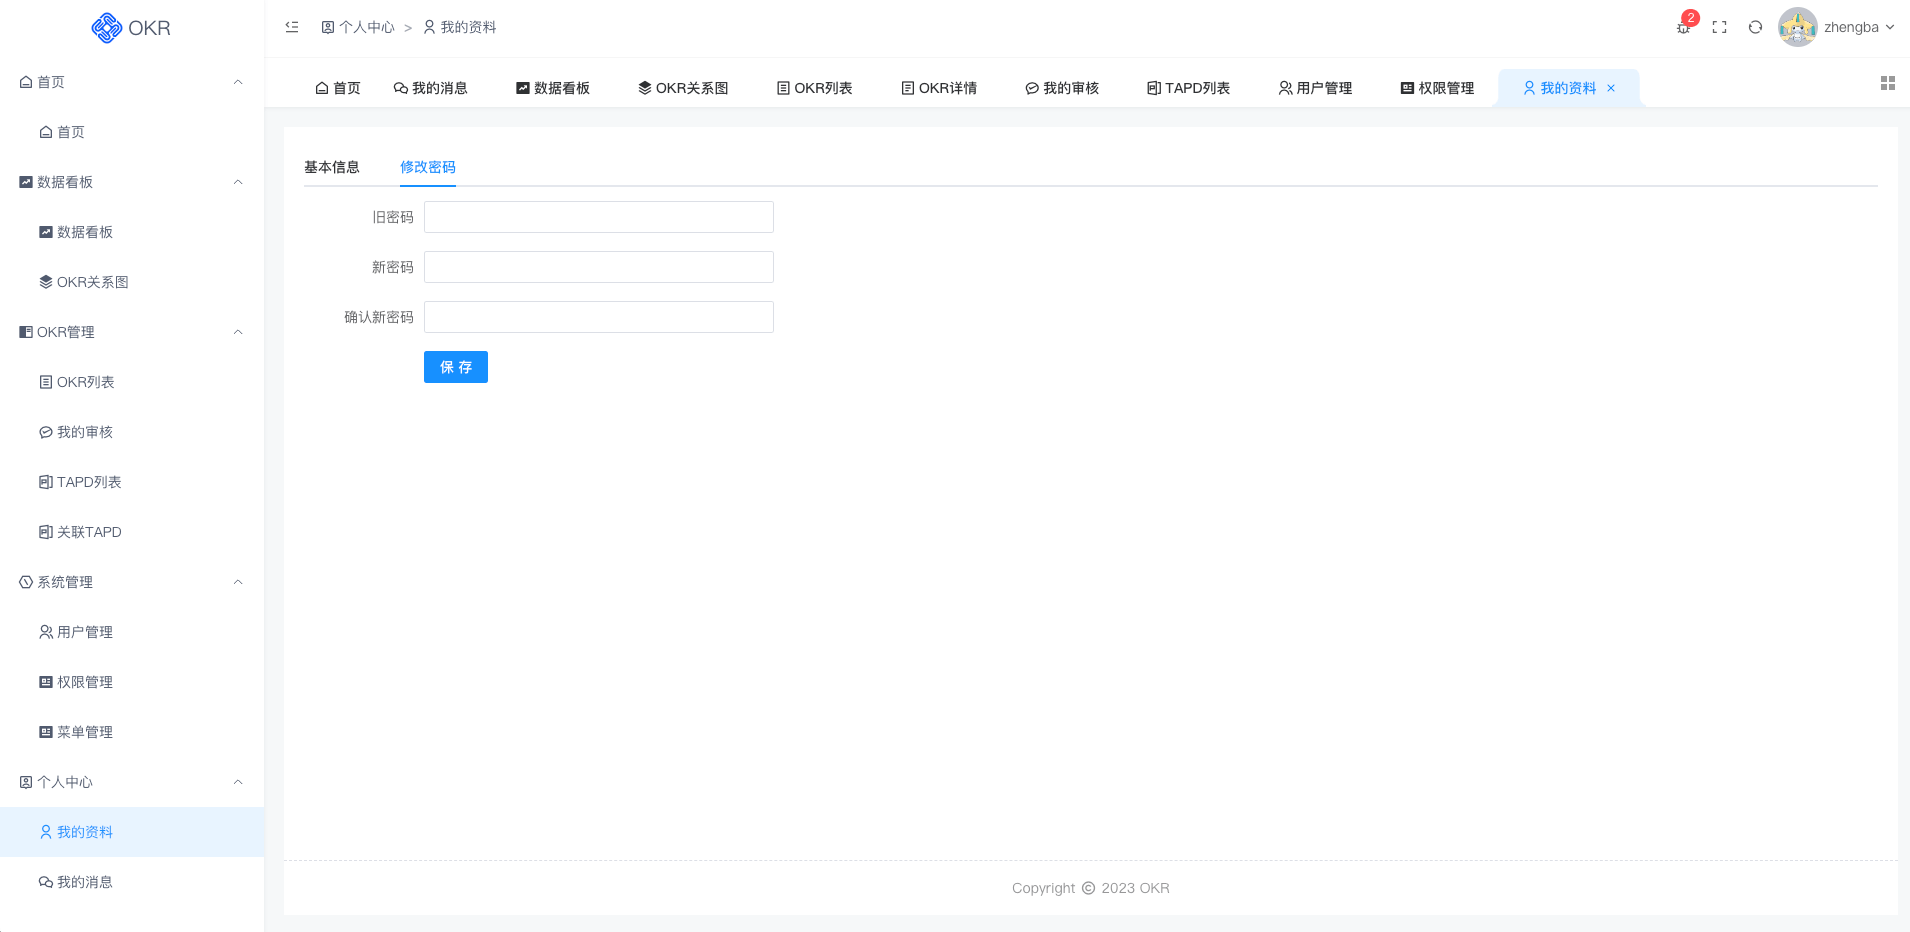 OKR
首页
首页
数据看板
数据看板
OKR关系图
OKR管理
OKR列表
我的审核
TAPD列表
关联TAPD
系统管理
用户管理
权限管理
菜单管理
个人中心
我的资料
我的消息
个人中心 > 我的资料
2
zhengba
首页 我的消息 数据看板 OKR关系图 OKR列表 OKR详情 我的审核 TAPD列表 用户管理 权限管理 我的资料 ×
基本信息 修改密码
旧密码
新密码
确认新密码
保 存
Copyright © 2023 OKR